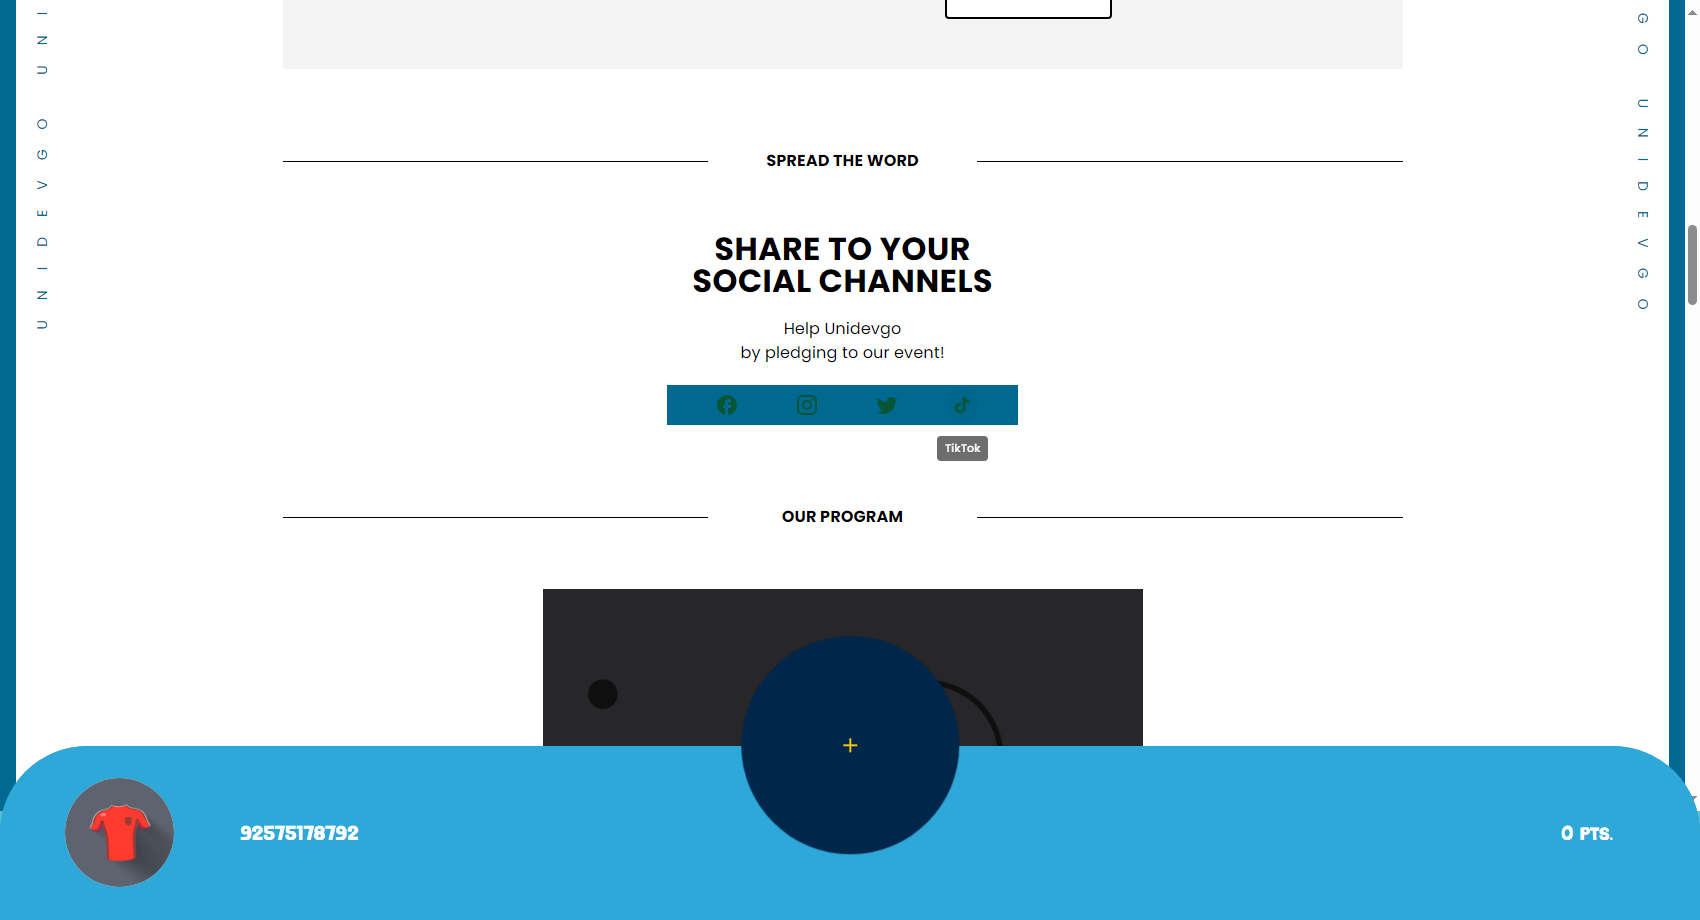 UNI
UNIDEVGO
GO
UNIDEVGO
SPREAD THE WORD
SHARE TO YOUR
SOCIAL CHANNELS
Help Unidevgo
by pledging to our event!
TikTok
OUR PROGRAM
+
92575178792
0 PTS.